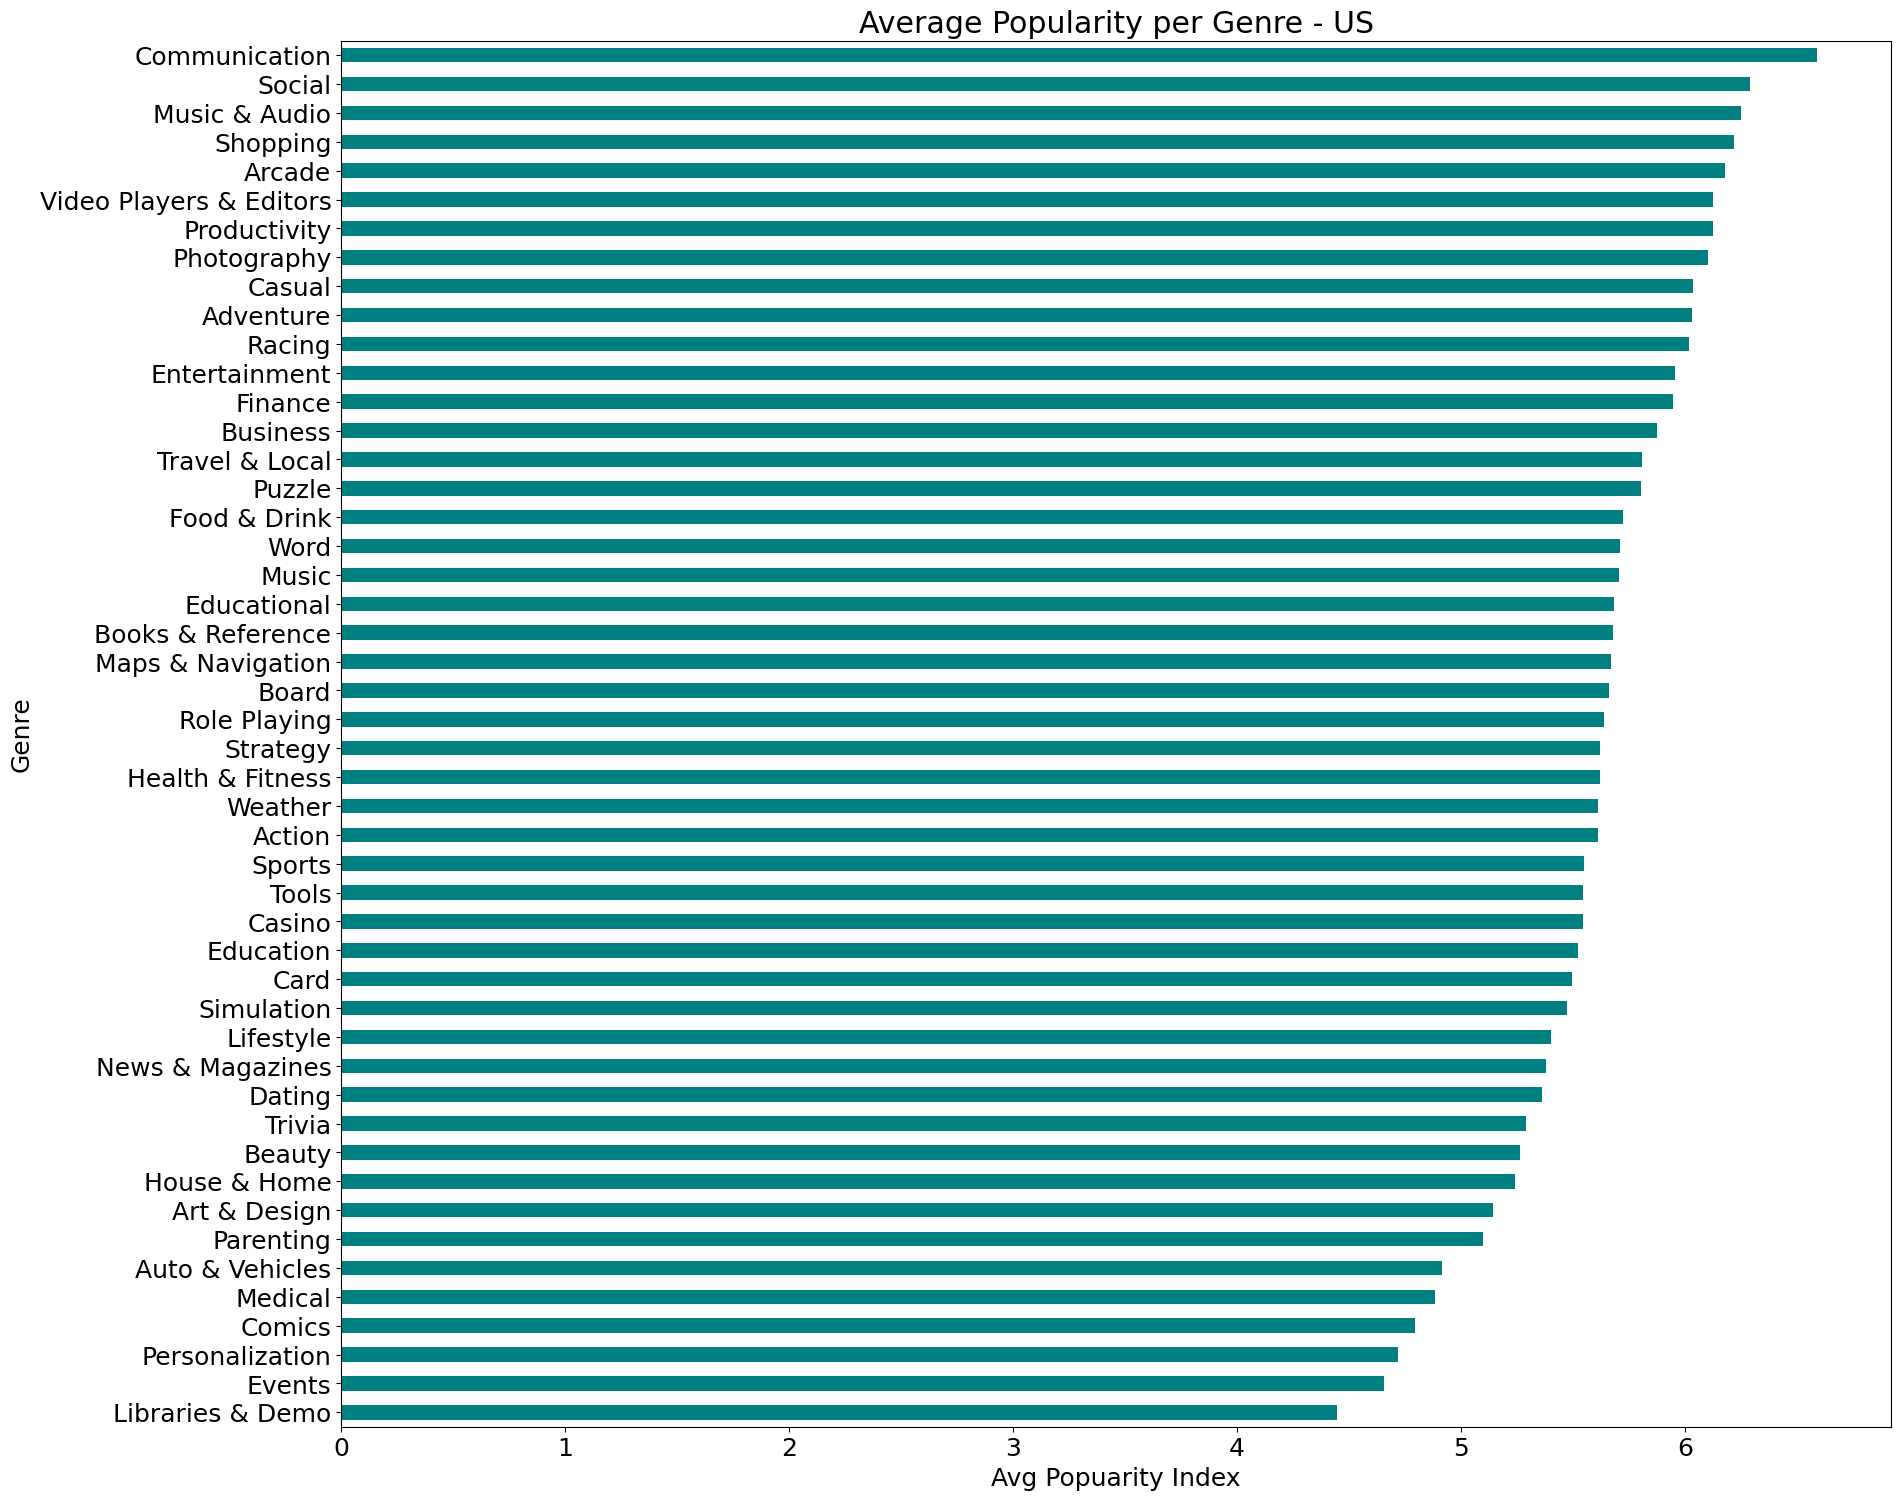 Average Popularity per Genre - US
Communication
Social
Music & Audio
Shopping
Arcade
Video Players & Editors
Productivity
Photography
Casual
Adventure
Racing
Entertainment
Finance
Business
Travel & Local
Puzzle
Food & Drink
Word
Music
Educational
Books & Reference
Maps & Navigation
Board
Role Playing
Strategy
Health & Fitness
Weather
Action
Sports
Tools
Casino
Education
Card
Simulation
Lifestyle
News & Magazines
Dating
Trivia
Beauty
House & Home
Art & Design
Parenting
Auto & Vehicles
Medical
Comics
Personalization
Events
Libraries & Demo
Genre
0 1 2 3 4 5 6
Avg Popuarity Index